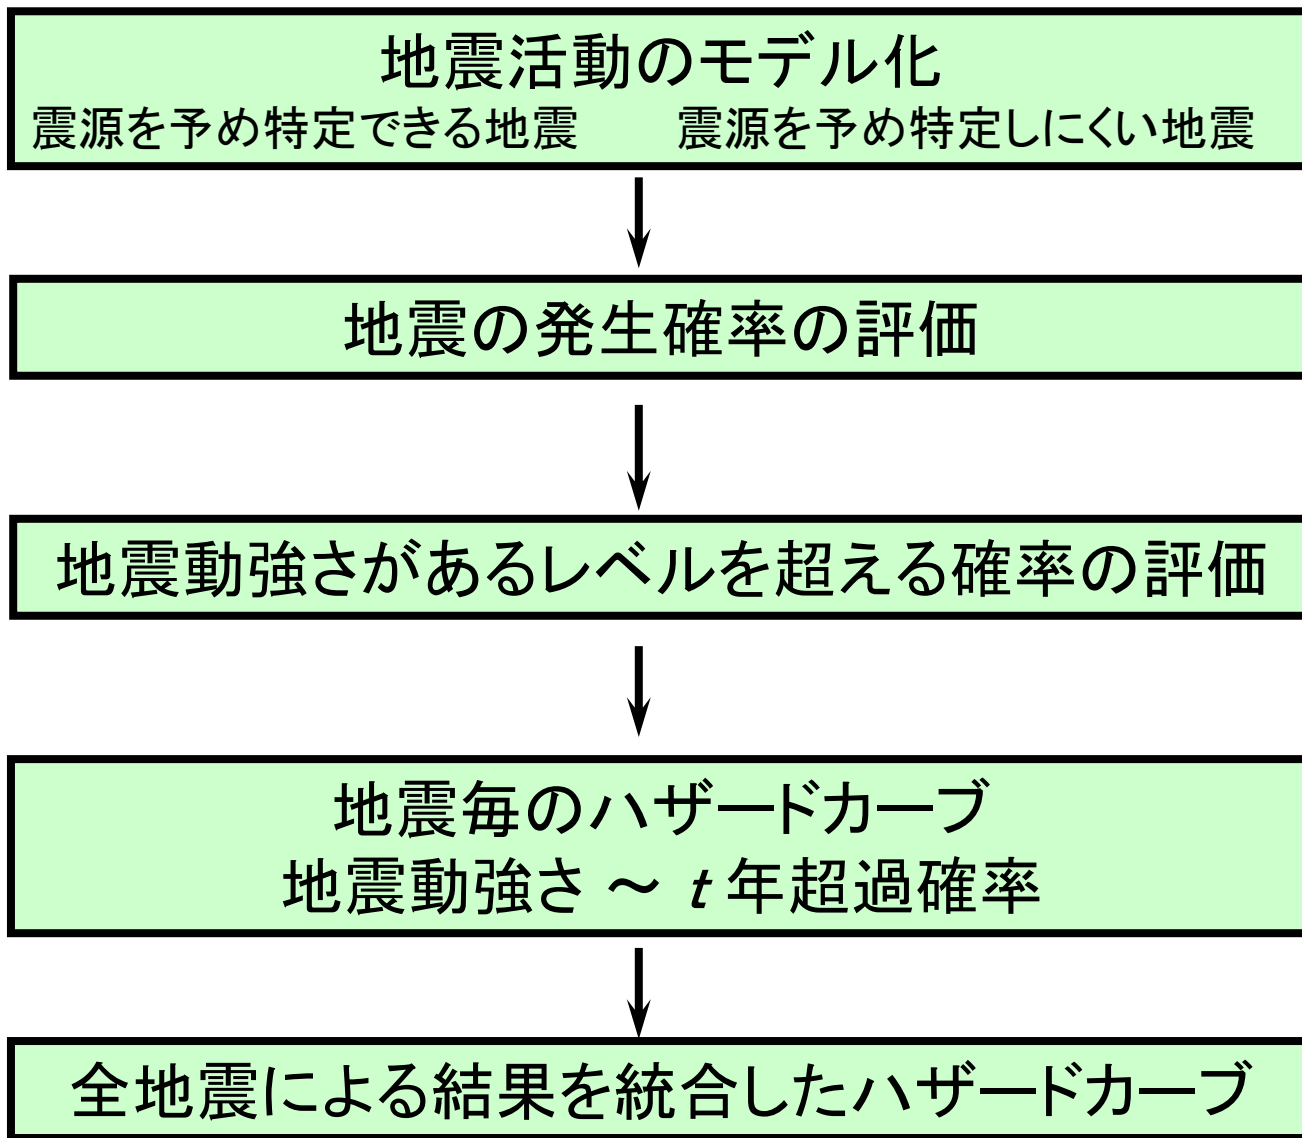 地震活動のモデル化
震源を予め特定できる地震　　震源を予め特定しにくい地震
地震の発生確率の評価
地震動強さがあるレベルを超える確率の評価
地震毎のハザードカーブ
地震動強さ ～ t 年超過確率
全地震による結果を統合したハザードカーブ